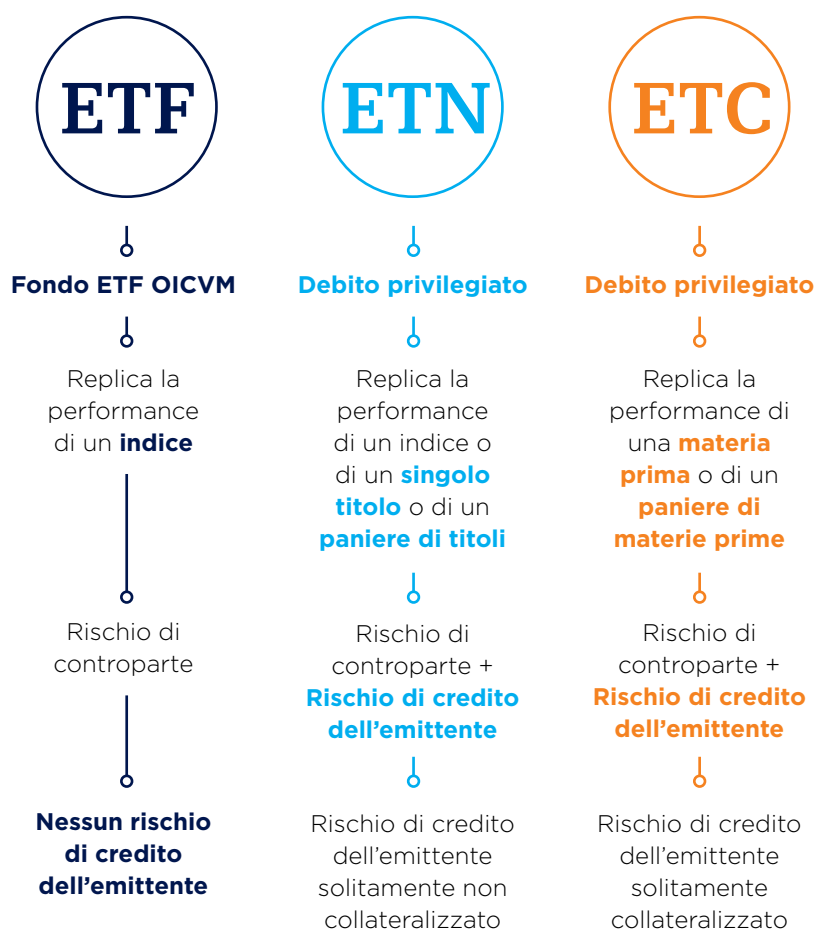 ETF
Fondo ETF OICVM
Replica la
performance
di un indice
Rischio di
controparte
Nessun rischio
di credito
dell’emittente
ETN
Debito privilegiato
Replica la
performance
di un indice o
di un singolo
titolo o di un
paniere di titoli
Rischio di
controparte +
Rischio di credito
dell’emittente
Rischio di credito
dell’emittente
solitamente non
collateralizzato
ETC
Debito privilegiato
Replica la
performance di
una materia
prima o di un
paniere di
materie prime
Rischio di
controparte +
Rischio di credito
dell’emittente
Rischio di credito
dell’emittente
solitamente
collateralizzato